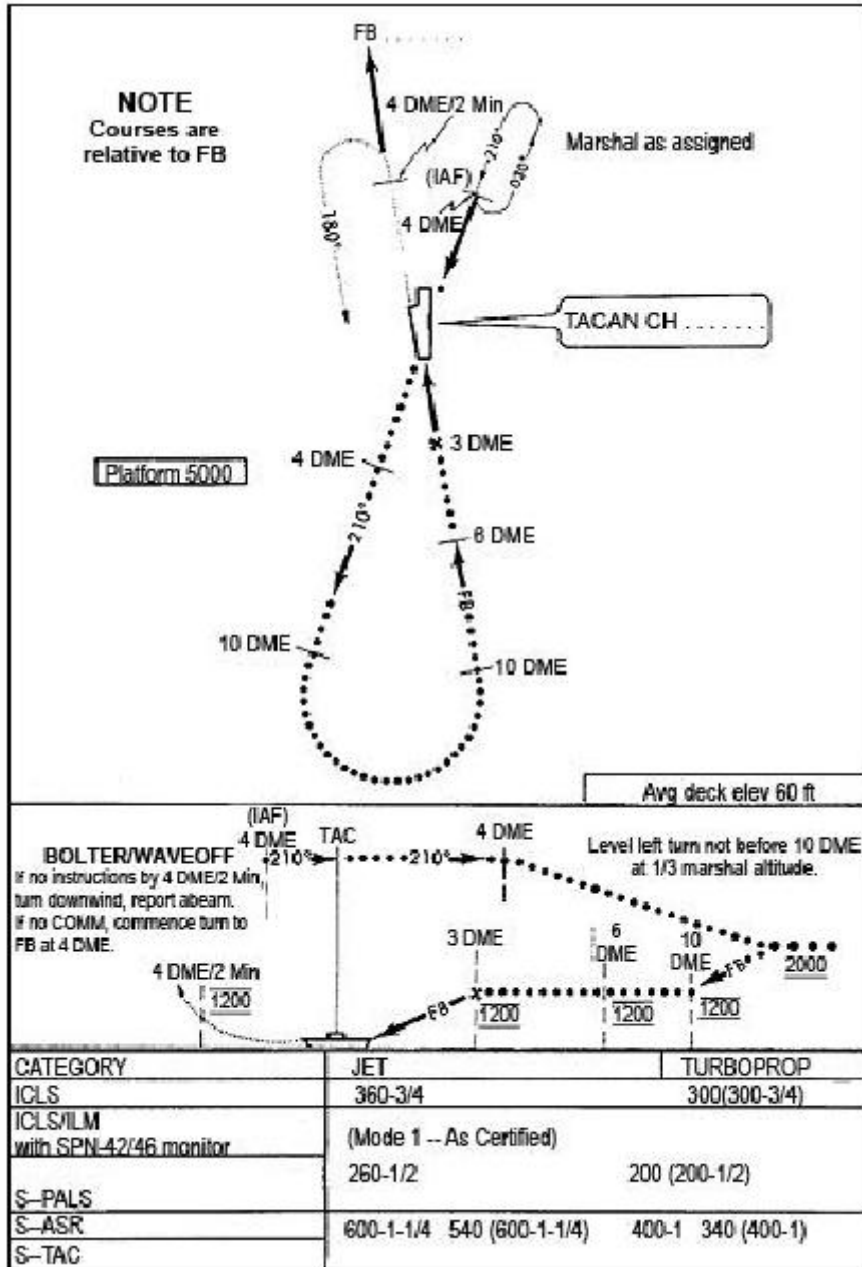 FB . . . . . . . .
NOTE
Courses are
relative to FB
4 DME/2 Min
Marshal as assigned
210°
020°
(IAF)
4 DME
180°
TACAN CH . . . . . . .
3 DME
4 DME
Platform 5000
210°
6 DME
FB
10 DME
10 DME
Avg deck elev 60 ft
(IAF)
4 DME
TAC
4 DME
210°
210°
Level left turn not before 10 DME
at 1/3 marshal altitude.
BOLTER/WAVEOFF
If no instructions by 4 DME/2 Min,
turn downwind, report abeam.
If no COMM, commence turn to
FB at 4 DME.
3 DME
6
DME
10
DME
FB
2000
4 DME/2 Min
1200
FB
1200
1200
1200
CATEGORY JET TURBOPROP
ICLS 360-3/4 300(300-3/4)
ICLS/ILM
with SPN-42/46 monitor
(Mode 1 -- As Certified)
260-1/2 200 (200-1/2)
S--PALS
S--ASR 600-1-1/4 540 (600-1-1/4) 400-1 340 (400-1)
S--TAC